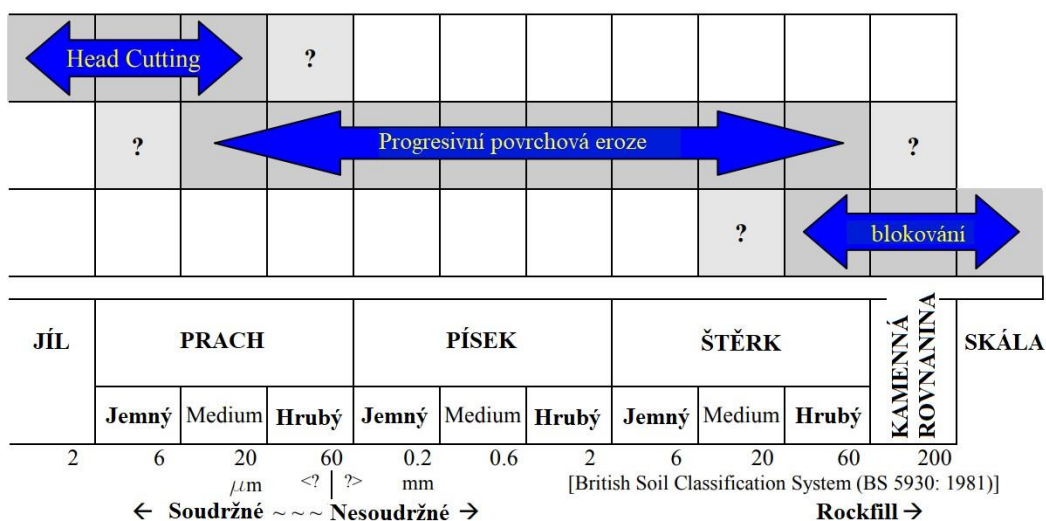 Head Cutting
?
?
Progresivní povrchová eroze
?
?
blokování
JÍL
PRACH
PÍSEK
ŠTĚRK
KAMENNÁ
ROVNANINA
SKÁLA
Jemný Medium Hrubý Jemný Medium Hrubý Jemný Medium Hrubý
2 6 20 60 0.2 0.6 2 6 20 60 200
μm <? ?> mm [British Soil Classification System (BS 5930: 1981)]
← Soudržné ~ ~ ~ Nesoudržné → Rockfill →